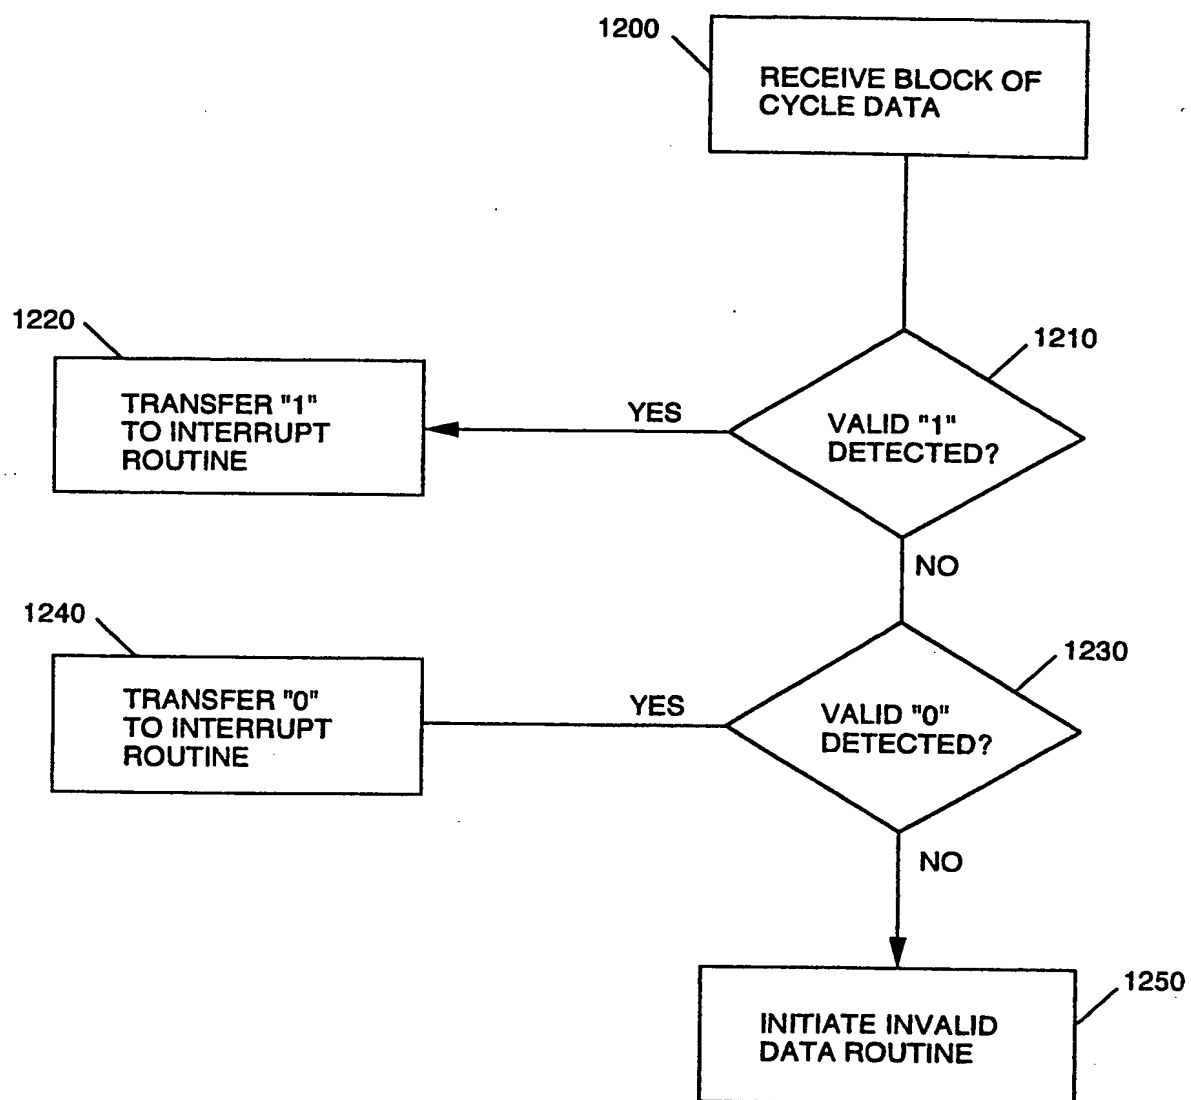 1200
RECEIVE BLOCK OF
CYCLE DATA
1220
1210
TRANSFER "1"
TO INTERRUPT
ROUTINE
YES
VALID "1"
DETECTED?
NO
1240
1230
TRANSFER "0"
TO INTERRUPT
ROUTINE
YES
VALID "0"
DETECTED?
NO
1250
INITIATE INVALID
DATA ROUTINE